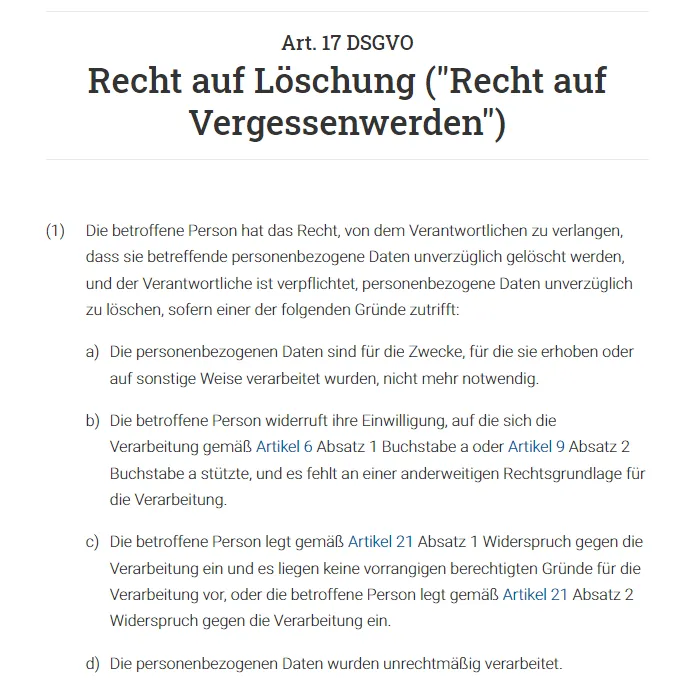 Art. 17 DSGVO
Recht auf Löschung ("Recht auf
Vergessenwerden")
(1) Die betroffene Person hat das Recht, von dem Verantwortlichen zu verlangen,
dass sie betreffende personenbezogene Daten unverzüglich gelöscht werden,
und der Verantwortliche ist verpflichtet, personenbezogene Daten unverzüglich
zu löschen, sofern einer der folgenden Gründe zutrifft:
a) Die personenbezogenen Daten sind für die Zwecke, für die sie erhoben oder
auf sonstige Weise verarbeitet wurden, nicht mehr notwendig.
b) Die betroffene Person widerruft ihre Einwilligung, auf die sich die
Verarbeitung gemäß Artikel 6 Absatz 1 Buchstabe a oder Artikel 9 Absatz 2
Buchstabe a stützte, und es fehlt an einer anderweitigen Rechtsgrundlage für
die Verarbeitung.
c) Die betroffene Person legt gemäß Artikel 21 Absatz 1 Widerspruch gegen die
Verarbeitung ein und es liegen keine vorrangigen berechtigten Gründe für die
Verarbeitung vor, oder die betroffene Person legt gemäß Artikel 21 Absatz 2
Widerspruch gegen die Verarbeitung ein.
d) Die personenbezogenen Daten wurden unrechtmäßig verarbeitet.